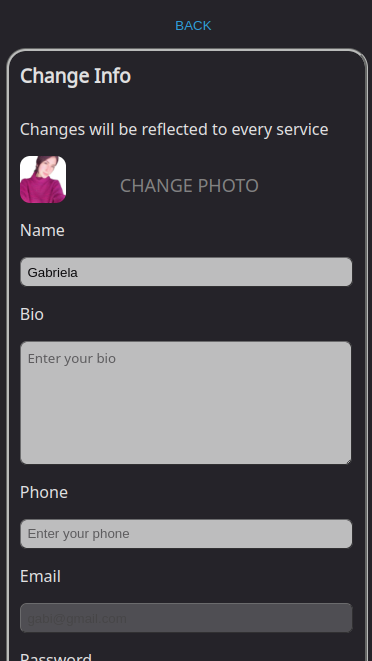 BACK
Change Info
Changes will be reflected to every service
CHANGE PHOTO
Name
Gabriela
Bio
Enter your bio
Phone
Enter your phone
Email
gabi@gmail.com
Password